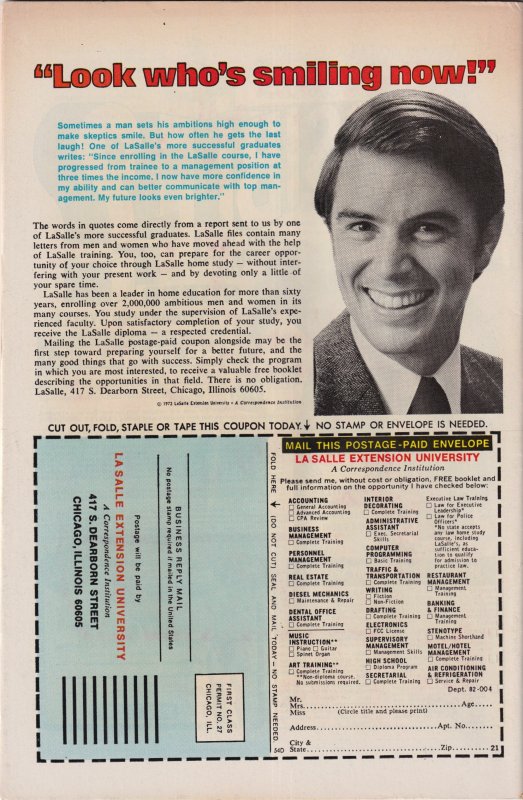 “Look who’s smiling now!”
Sometimes a man sets his ambitions high enough to
make skeptics smile. But how often he gets the last
laugh! One of LaSalle's more successful graduates
writes: "Since enrolling in the LaSalle course, I have
progressed from trainee to a management position at
three times the income. I now have more confidence in
my ability and can better communicate with top man-
agement. My future looks even brighter."
The words in quotes come directly from a report sent to us by one
of LaSalle's more successful graduates. LaSalle files contain many
letters from men and women who have moved ahead with the help
of LaSalle training. You, too, can prepare for the career oppor-
tunity of your choice through LaSalle home study — without inter-
fering with your present work — and by devoting only a little of
your spare time.
LaSalle has been a leader in home education for more than sixty
years, enrolling over 2,000,000 ambitious men and women in its
many courses. You study under the supervision of LaSalle's expe-
rienced faculty. Upon satisfactory completion of your study, you
receive the LaSalle diploma — a respected credential.
Mailing the LaSalle postage-paid coupon alongside may be the
first step toward preparing yourself for a better future, and the
many good things that go with success. Simply check the program
in which you are most interested, to receive a valuable free booklet
describing the opportunities in that field. There is no obligation.
LaSalle, 417 S. Dearborn Street, Chicago, Illinois 60605.
© 1973 LaSalle Extension University • A Correspondence Institution
CUT OUT, FOLD, STAPLE OR TAPE THIS COUPON TODAY. ↓ NO STAMP OR ENVELOPE IS NEEDED.
BUSINESS REPLY MAIL
No postage stamp required if mailed in the United States
Postage will be paid by
LA SALLE EXTENSION UNIVERSITY
A Correspondence Institution
417 S. DEARBORN STREET
CHICAGO, ILLINOIS 60605
FIRST CLASS
PERMIT NO. 27
CHICAGO, ILL.
FOLD HERE ↓ (DO NOT CUT) SEAL AND MAIL TODAY — NO STAMP NEEDED.
54D
MAIL THIS POSTAGE-PAID ENVELOPE
LA SALLE EXTENSION UNIVERSITY
A Correspondence Institution
Please send me, without cost or obligation, FREE booklet and
full information on the opportunity I have checked below:
ACCOUNTING
☐ General Accounting
☐ Advanced Accounting
☐ CPA Review
BUSINESS
MANAGEMENT
☐ Complete Training
PERSONNEL
MANAGEMENT
☐ Complete Training
REAL ESTATE
☐ Complete Training
DIESEL MECHANICS
☐ Maintenance & Repair
DENTAL OFFICE
ASSISTANT
☐ Complete Training
MUSIC
INSTRUCTION**
☐ Piano ☐ Guitar
☐ Spinet Organ
ART TRAINING**
☐ Complete Training
**Non-diploma course.
No submissions required.
INTERIOR
DECORATING
☐ Complete Training
ADMINISTRATIVE
ASSISTANT
☐ Exec. Secretarial
Skills
COMPUTER
PROGRAMMING
☐ Basic Training
TRAFFIC &
TRANSPORTATION
☐ Complete Training
WRITING
☐ Fiction
☐ Non-Fiction
DRAFTING
☐ Complete Training
ELECTRONICS
☐ FCC License
SUPERVISORY
MANAGEMENT
☐ Management Skills
HIGH SCHOOL
☐ Diploma Program
SECRETARIAL
☐ Complete Training
Executive Law Training
☐ Law for Executive
Leadership*
☐ Law for Police
Officers*
*No state accepts
any law home study
course, including
LaSalle's, as
sufficient educa-
tion to qualify
for admission to
practice law.
RESTAURANT
MANAGEMENT
☐ Management
Training
BANKING
& FINANCE
☐ Management
Training
STENOTYPE
☐ Machine Shorthand
MOTEL/HOTEL
MANAGEMENT
☐ Complete Training
AIR CONDITIONING
& REFRIGERATION
☐ Service & Repair
Dept. 82-004
Mr.
Mrs. Age
Miss (Circle title and please print)
Address Apt. No.
City &
State Zip 21